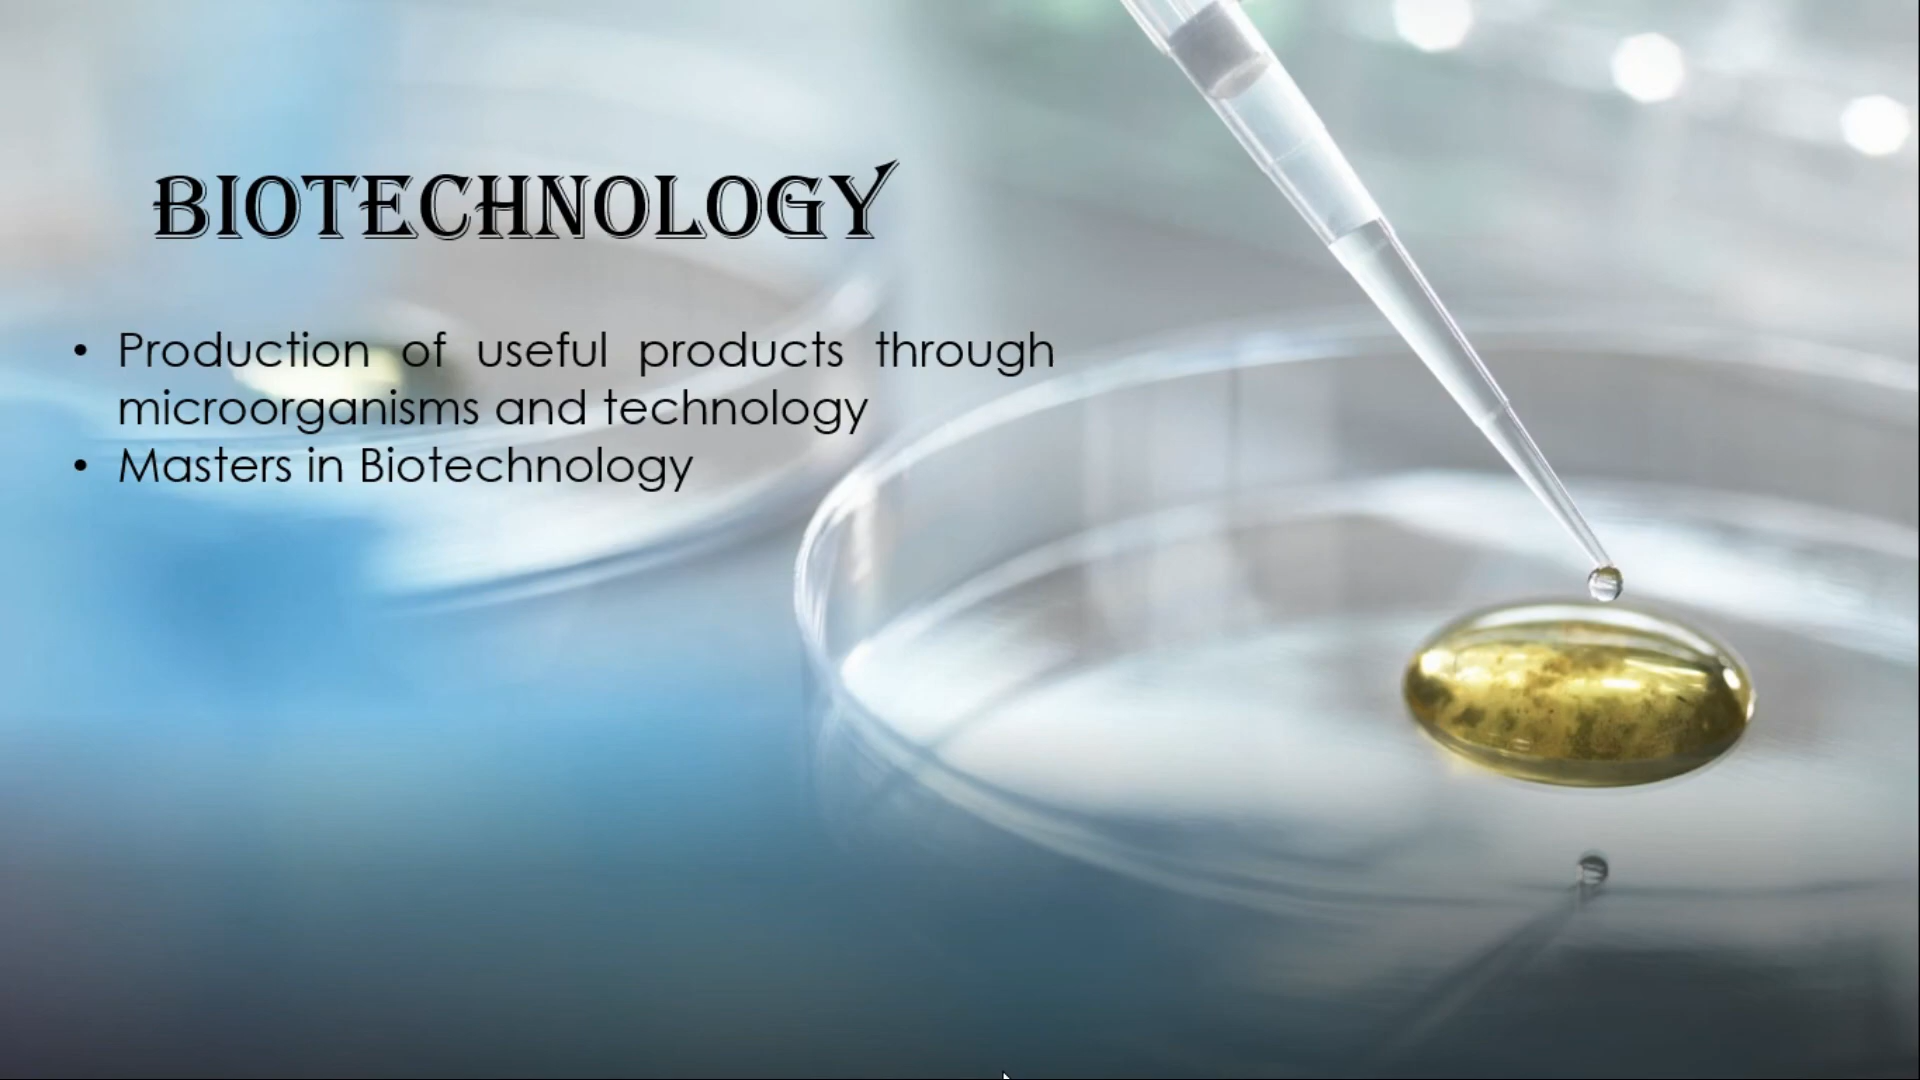 BIOTECHNOLOGY
• Production of useful products through
microorganisms and technology
• Masters in Biotechnology